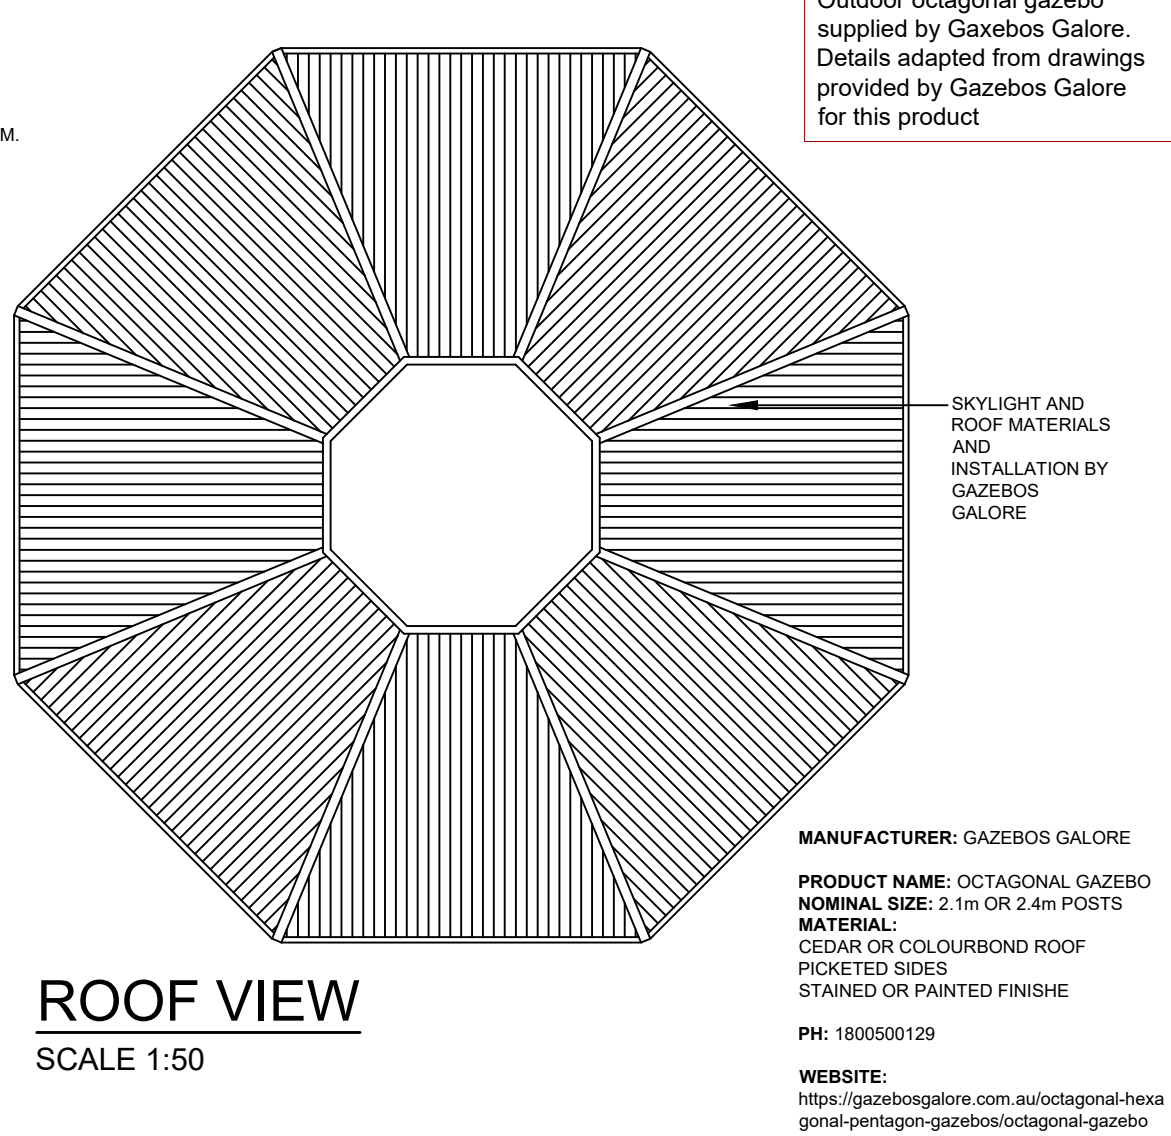 Outdoor octagonal gazebo
supplied by Gaxebos Galore.
Details adapted from drawings
provided by Gazebos Galore
for this product
M.
SKYLIGHT AND
ROOF MATERIALS
AND
INSTALLATION BY
GAZEBOS
GALORE
MANUFACTURER: GAZEBOS GALORE
PRODUCT NAME: OCTAGONAL GAZEBO
NOMINAL SIZE: 2.1m OR 2.4m POSTS
MATERIAL:
CEDAR OR COLOURBOND ROOF
PICKETED SIDES
STAINED OR PAINTED FINISHE
PH: 1800500129
WEBSITE:
https://gazebosgalore.com.au/octagonal-hexa
gonal-pentagon-gazebos/octagonal-gazebo
ROOF VIEW
SCALE 1:50